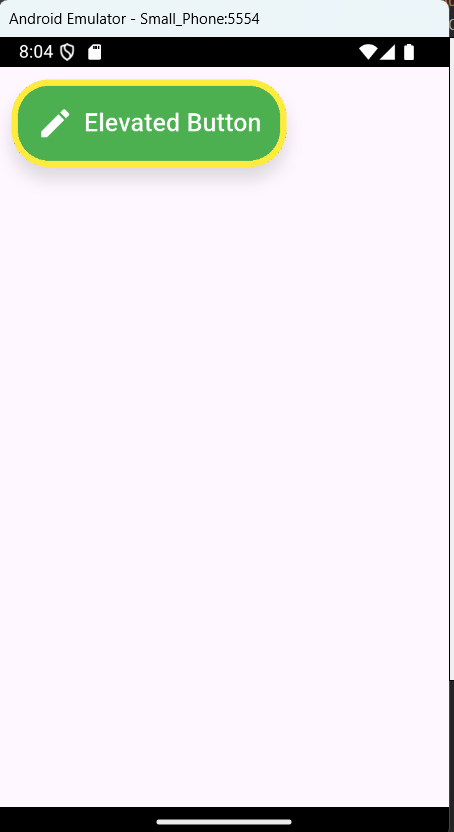 Android Emulator - Small_Phone:5554
8:04
Elevated Button